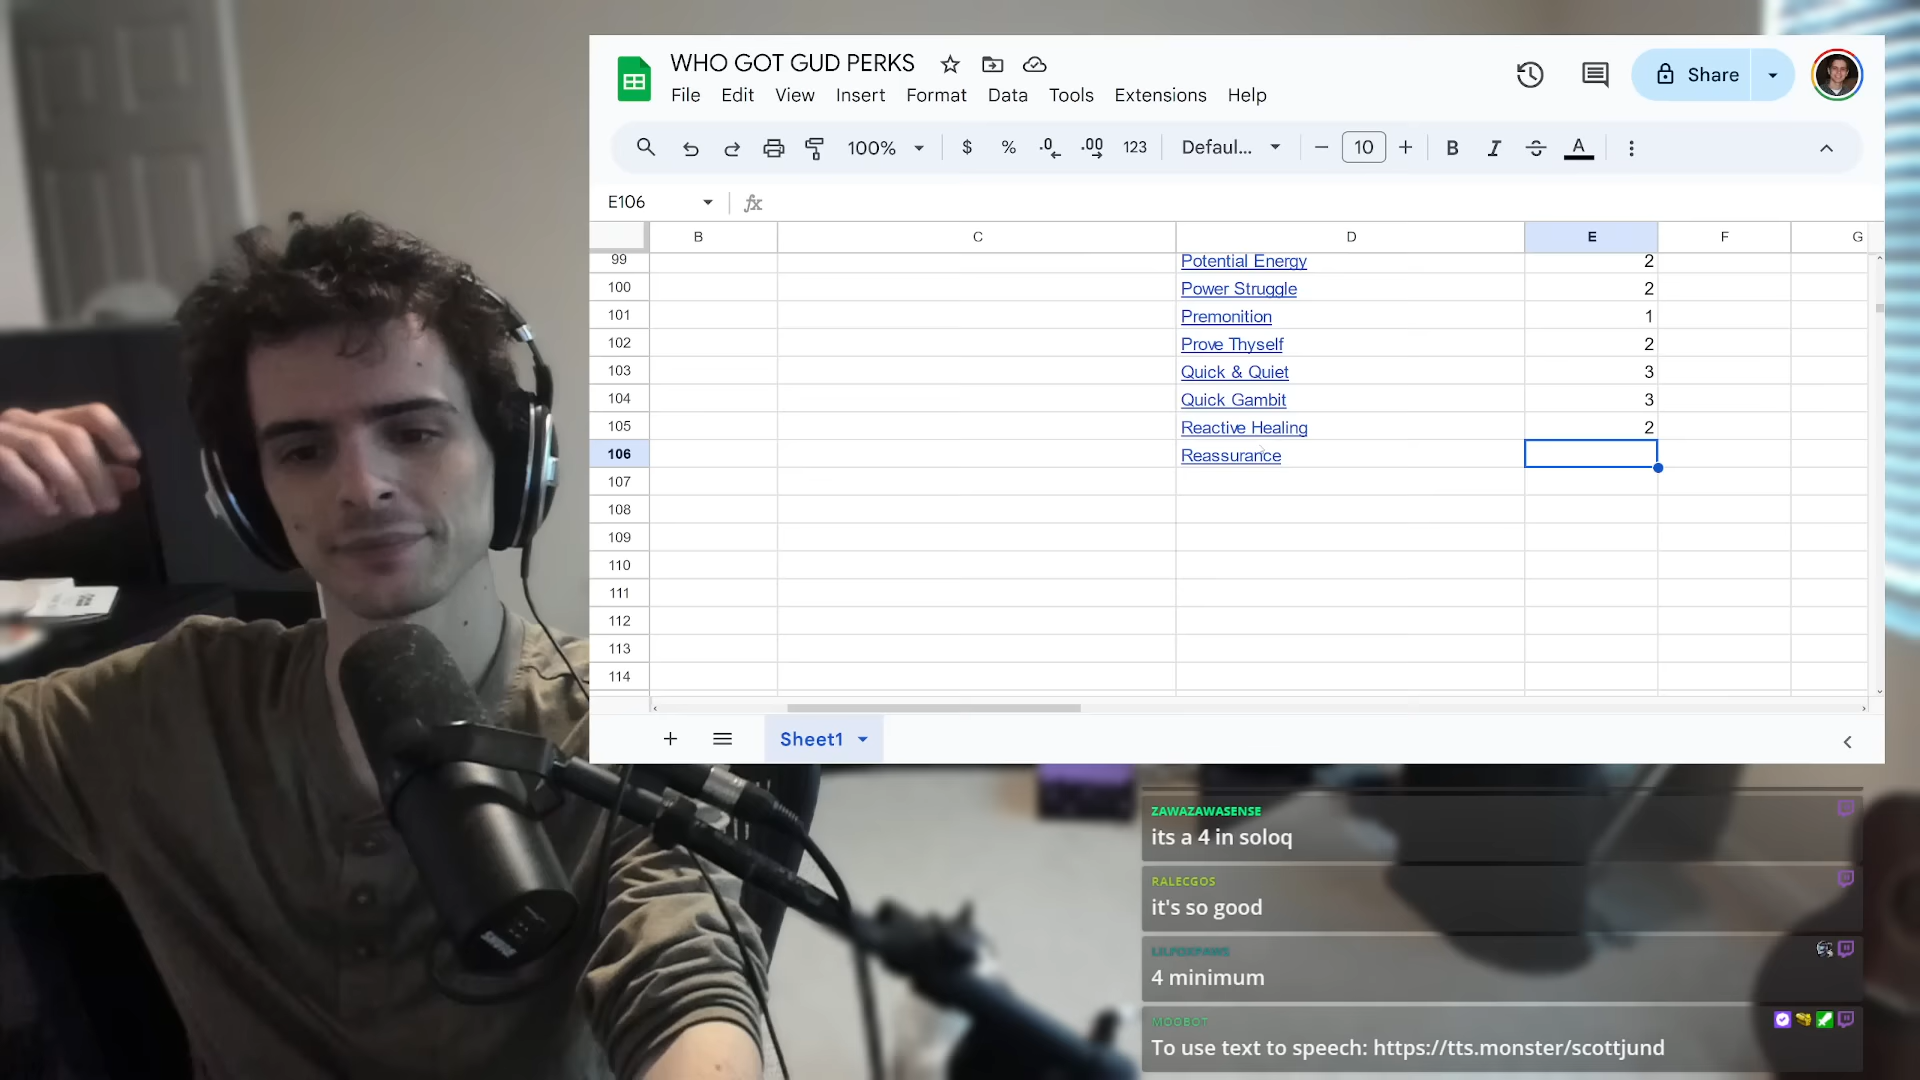 WHO GOT GUD PERKS
File Edit View Insert Format Data Tools Extensions Help
Share
100% $ % .0 .00 123 Defaul... 10 B I A
E106 fx
B C D E F G
99 Potential Energy 2
100 Power Struggle 2
101 Premonition 1
102 Prove Thyself 2
103 Quick & Quiet 3
104 Quick Gambit 3
105 Reactive Healing 2
106 Reassurance
107
108
109
110
111
112
113
114
Sheet1
ZAWAZAWASENSE
its a 4 in soloq
RALECGOS
it's so good
4 minimum
MOOBOT
To use text to speech: https://tts.monster/scottjund